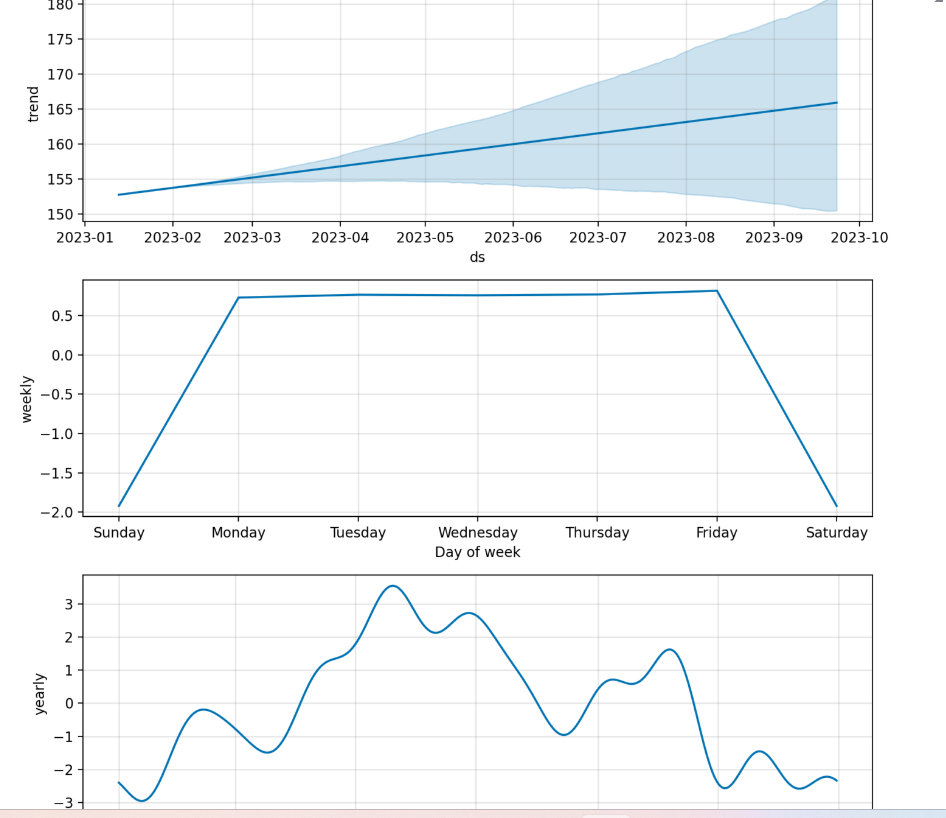 180
175
170
165
160
155
150
trend
2023-01 2023-02 2023-03 2023-04 2023-05 2023-06 2023-07 2023-08 2023-09 2023-10
ds
0.5
0.0
−0.5
−1.0
−1.5
−2.0
weekly
Sunday Monday Tuesday Wednesday Thursday Friday Saturday
Day of week
3
2
1
0
−1
−2
−3
yearly